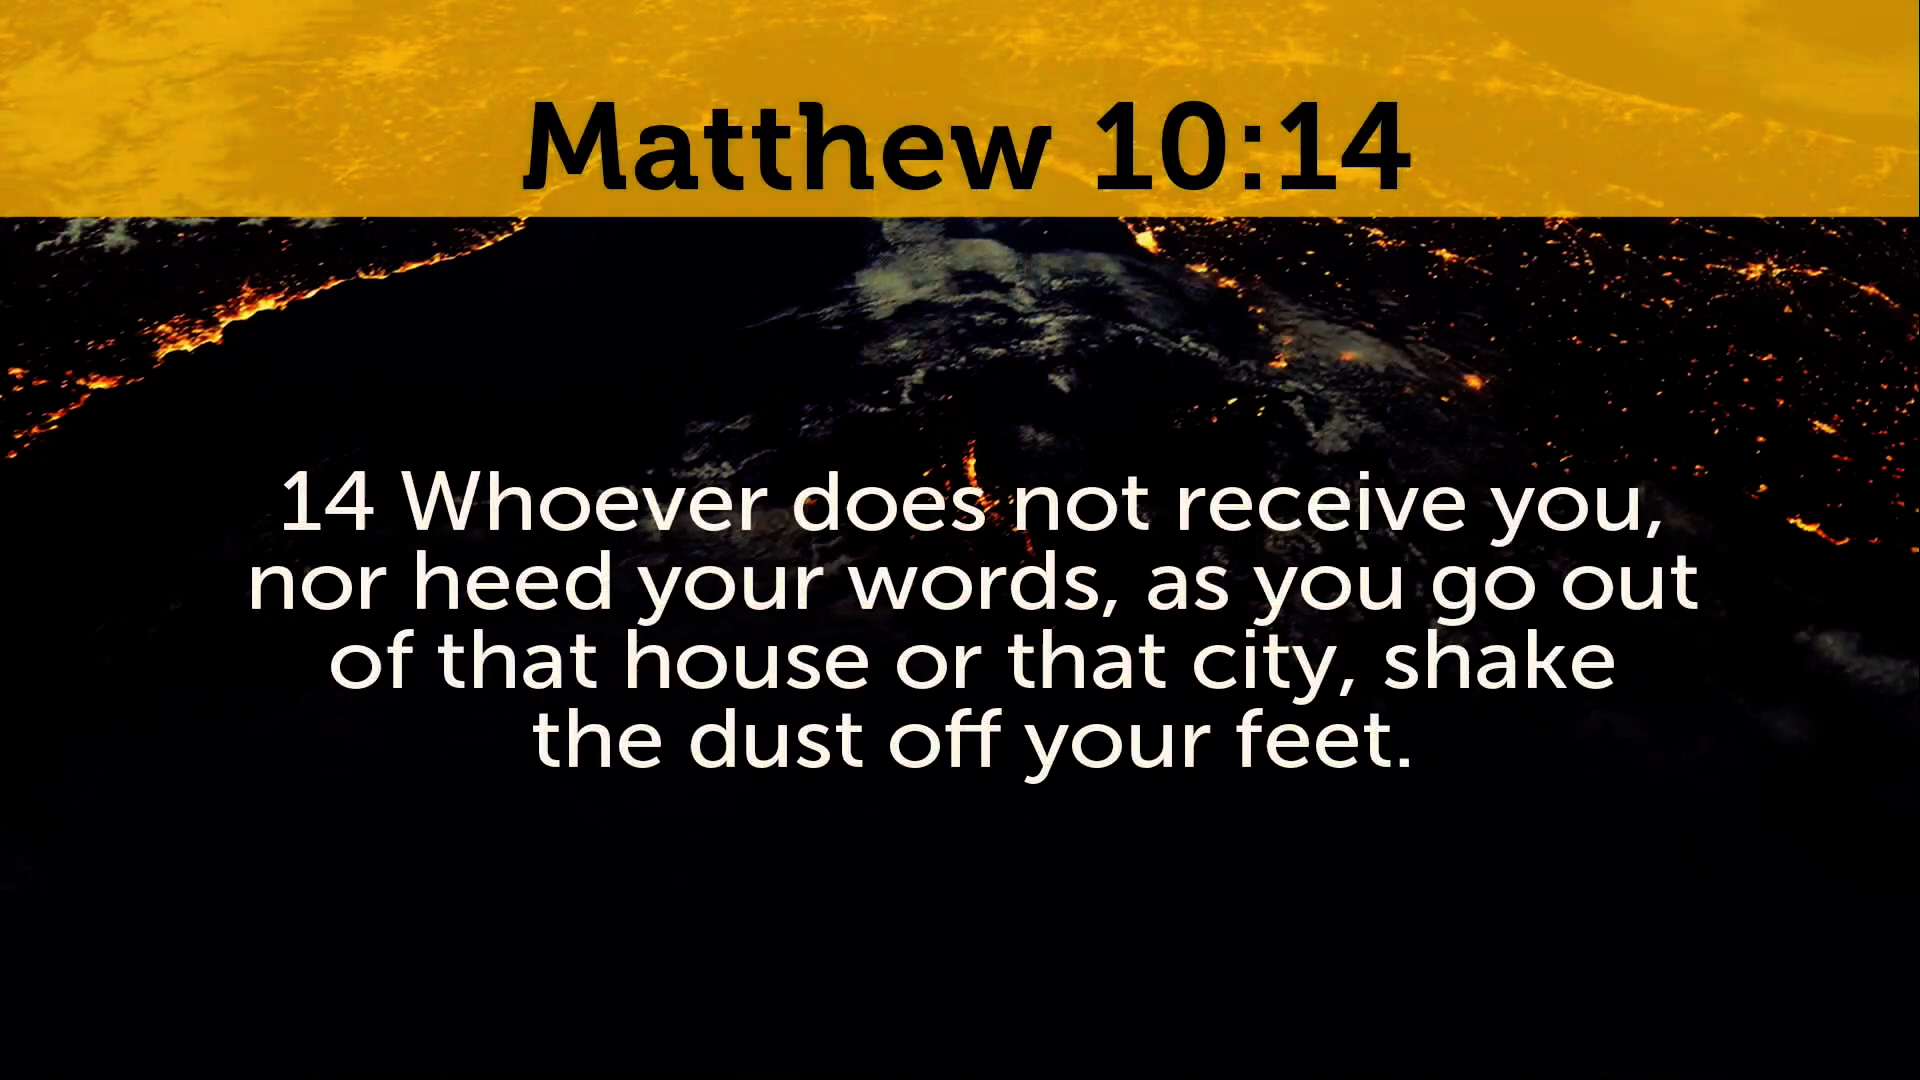 Matthew 10:14
14 Whoever does not receive you,
nor heed your words, as you go out
of that house or that city, shake
the dust off your feet.